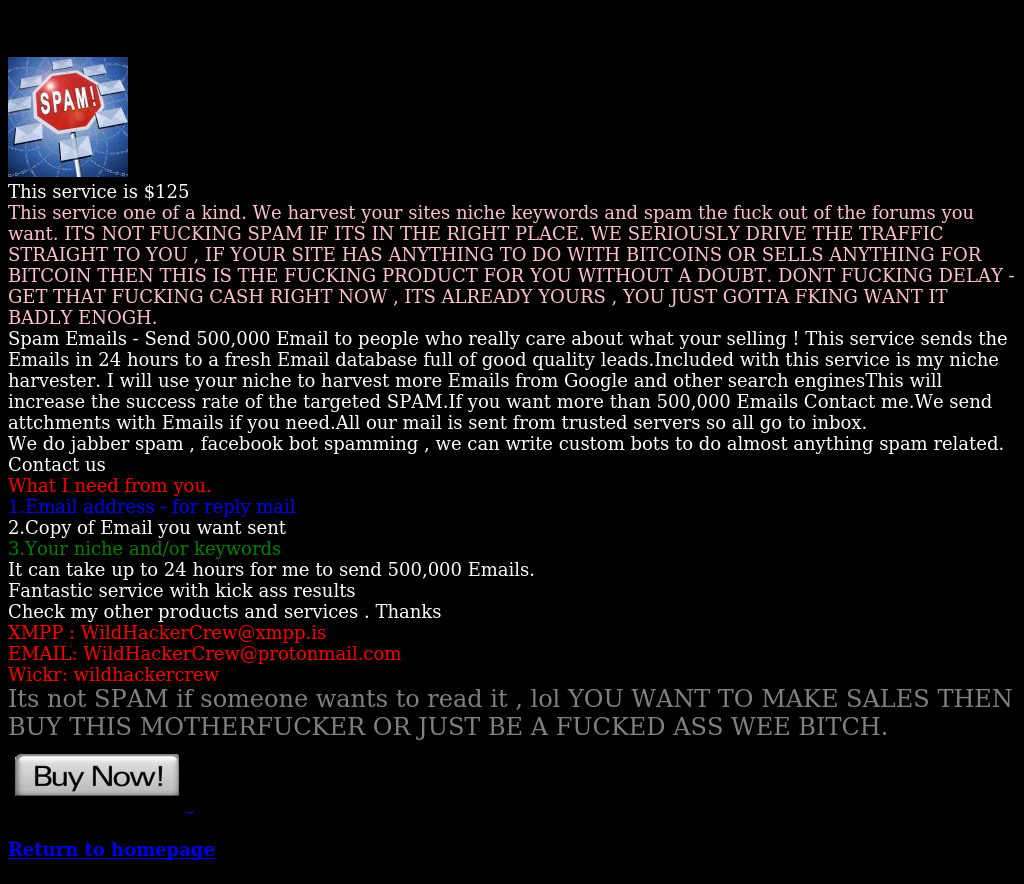 SPAM!
This service is $125
This service one of a kind. We harvest your sites niche keywords and spam the fuck out of the forums you
want. ITS NOT FUCKING SPAM IF ITS IN THE RIGHT PLACE. WE SERIOUSLY DRIVE THE TRAFFIC
STRAIGHT TO YOU , IF YOUR SITE HAS ANYTHING TO DO WITH BITCOINS OR SELLS ANYTHING FOR
BITCOIN THEN THIS IS THE FUCKING PRODUCT FOR YOU WITHOUT A DOUBT. DONT FUCKING DELAY -
GET THAT FUCKING CASH RIGHT NOW , ITS ALREADY YOURS , YOU JUST GOTTA FKING WANT IT
BADLY ENOGH.
Spam Emails - Send 500,000 Email to people who really care about what your selling ! This service sends the
Emails in 24 hours to a fresh Email database full of good quality leads.Included with this service is my niche
harvester. I will use your niche to harvest more Emails from Google and other search enginesThis will
increase the success rate of the targeted SPAM.If you want more than 500,000 Emails Contact me.We send
attchments with Emails if you need.All our mail is sent from trusted servers so all go to inbox.
We do jabber spam , facebook bot spamming , we can write custom bots to do almost anything spam related.
Contact us
What I need from you.
1.Email address - for reply mail
2.Copy of Email you want sent
3.Your niche and/or keywords
It can take up to 24 hours for me to send 500,000 Emails.
Fantastic service with kick ass results
Check my other products and services . Thanks
XMPP : WildHackerCrew@xmpp.is
EMAIL: WildHackerCrew@protonmail.com
Wickr: wildhackercrew
Its not SPAM if someone wants to read it , lol YOU WANT TO MAKE SALES THEN
BUY THIS MOTHERFUCKER OR JUST BE A FUCKED ASS WEE BITCH.
Buy Now!
Return to homepage